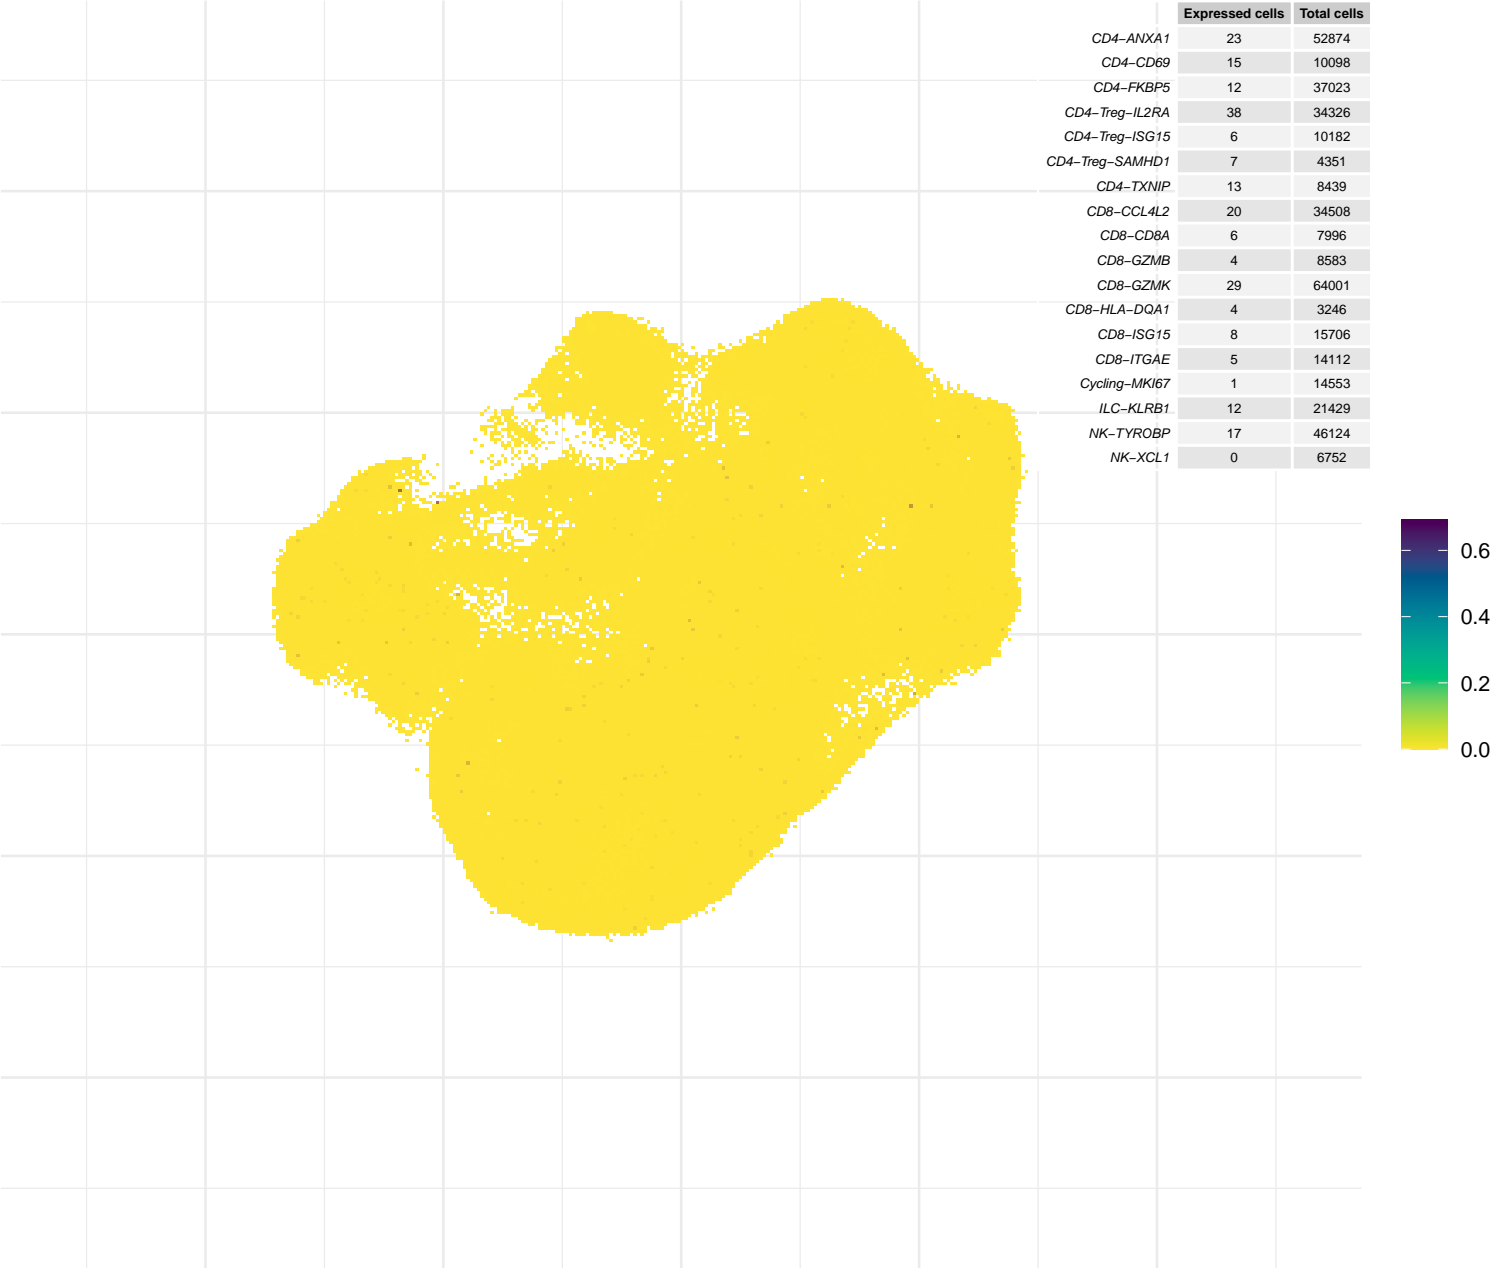 Expressed cells Total cells
CD4−ANXA1 23 52874
CD4−CD69 15 10098
CD4−FKBP5 12 37023
CD4−Treg−IL2RA 38 34326
CD4−Treg−ISG15 6 10182
CD4−Treg−SAMHD1 7 4351
CD4−TXNIP 13 8439
CD8−CCL4L2 20 34508
CD8−CD8A 6 7996
CD8−GZMB 4 8583
CD8−GZMK 29 64001
CD8−HLA−DQA1 4 3246
CD8−ISG15 8 15706
CD8−ITGAE 5 14112
Cycling−MKI67 1 14553
ILC−KLRB1 12 21429
NK−TYROBP 17 46124
NK−XCL1 0 6752
0.6
0.4
0.2
0.0